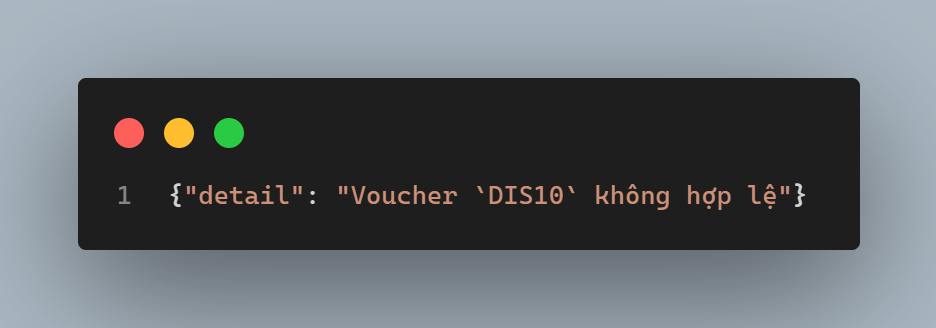 1 {"detail": "Voucher `DIS10` không hợp lệ"}